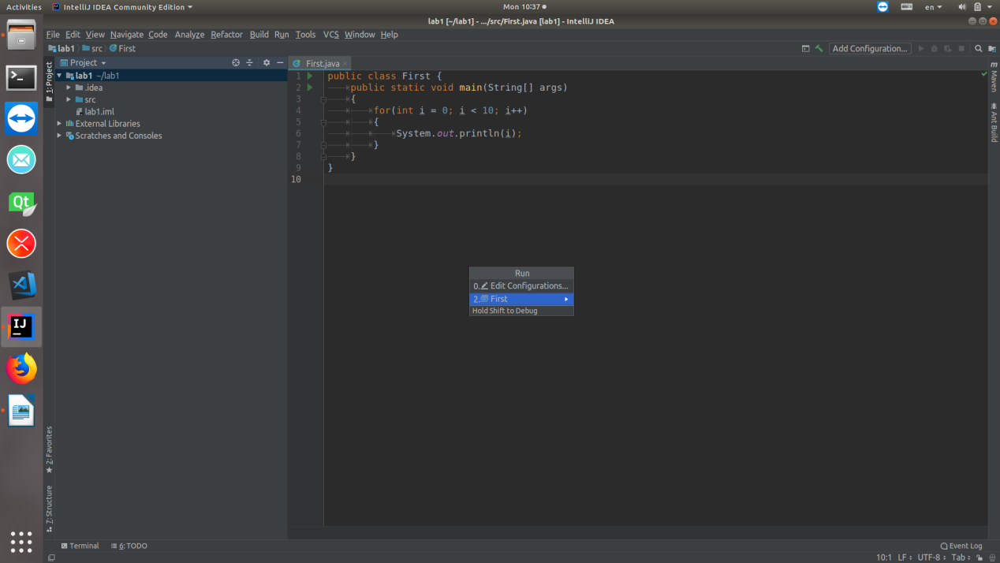 Activities IntelliJ IDEA Community Edition Mon 10:37 en
lab1 [~/lab1] - .../src/First.java [lab1] - IntelliJ IDEA
File Edit View Navigate Code Analyze Refactor Build Run Tools VCS Window Help
lab1 src First Add Configuration...
1: Project
Project
First.java
Maven
Ant Build
lab1 ~/lab1
.idea
src
lab1.iml
External Libraries
Scratches and Consoles
1 public class First {
2 public static void main(String[] args)
3 {
4 for(int i = 0; i < 10; i++)
5 {
6 System.out.println(i);
7 }
8 }
9 }
10
Qt
IJ
Run
0. Edit Configurations...
2. First
Hold Shift to Debug
2: Favorites
7: Structure
Terminal 6: TODO Event Log
10:1 LF UTF-8 Tab